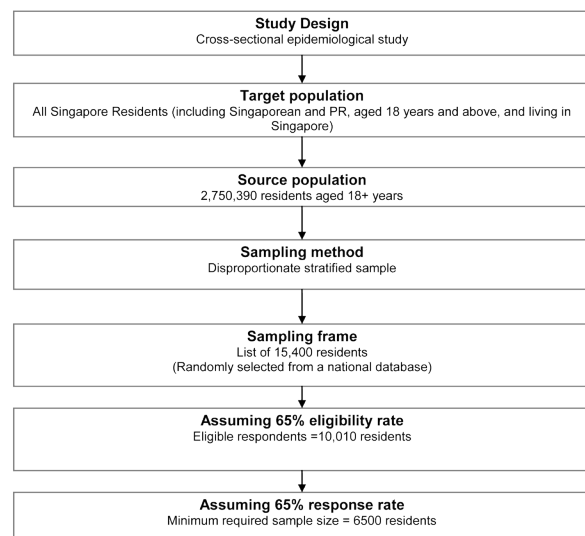 Study Design
Cross-sectional epidemiological study
Target population
All Singapore Residents (including Singaporean and PR, aged 18 years and above, and living in
Singapore)
Source population
2,750,390 residents aged 18+ years
Sampling method
Disproportionate stratified sample
Sampling frame
List of 15,400 residents
(Randomly selected from a national database)
Assuming 65% eligibility rate
Eligible respondents =10,010 residents
Assuming 65% response rate
Minimum required sample size = 6500 residents